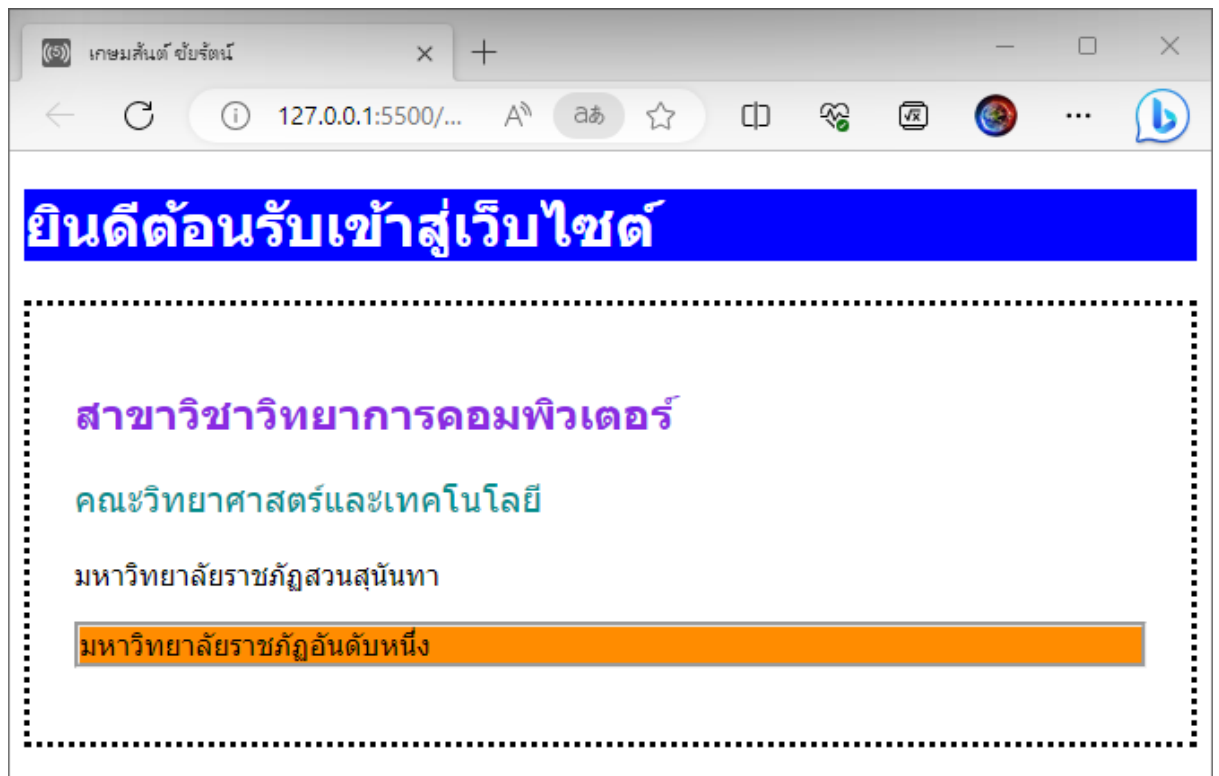 เกษมสันต์ ชัยรัตน์
127.0.0.1:5500/...
ยินดีต้อนรับเข้าสู่เว็บไซต์
สาขาวิชาวิทยาการคอมพิวเตอร์
คณะวิทยาศาสตร์และเทคโนโลยี
มหาวิทยาลัยราชภัฏสวนสุนันทา
มหาวิทยาลัยราชภัฏอันดับหนึ่ง